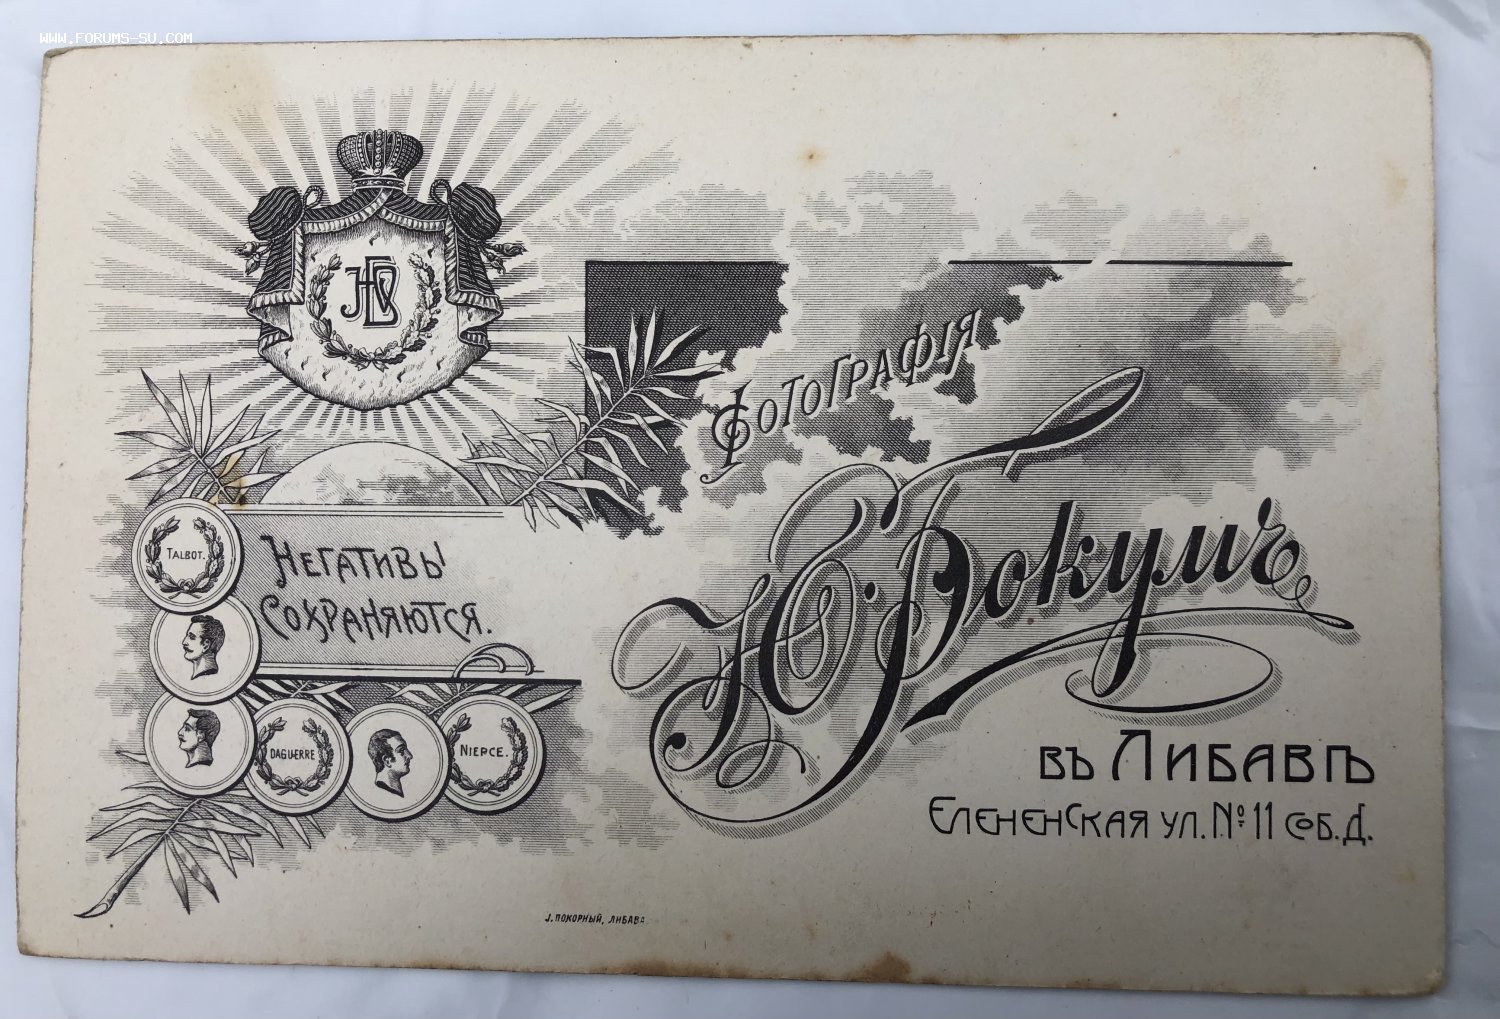 WWW.FORUMS-SU.COM
Фотографія
Ю. Бокумъ
въ Либавѣ
Елененская ул. № 11 соб. д.
TALBOT.
Негативы
сохраняются.
DAGUERRE
NIEPCE.
J. ПОКОРНЫЙ, ЛИБАВА.